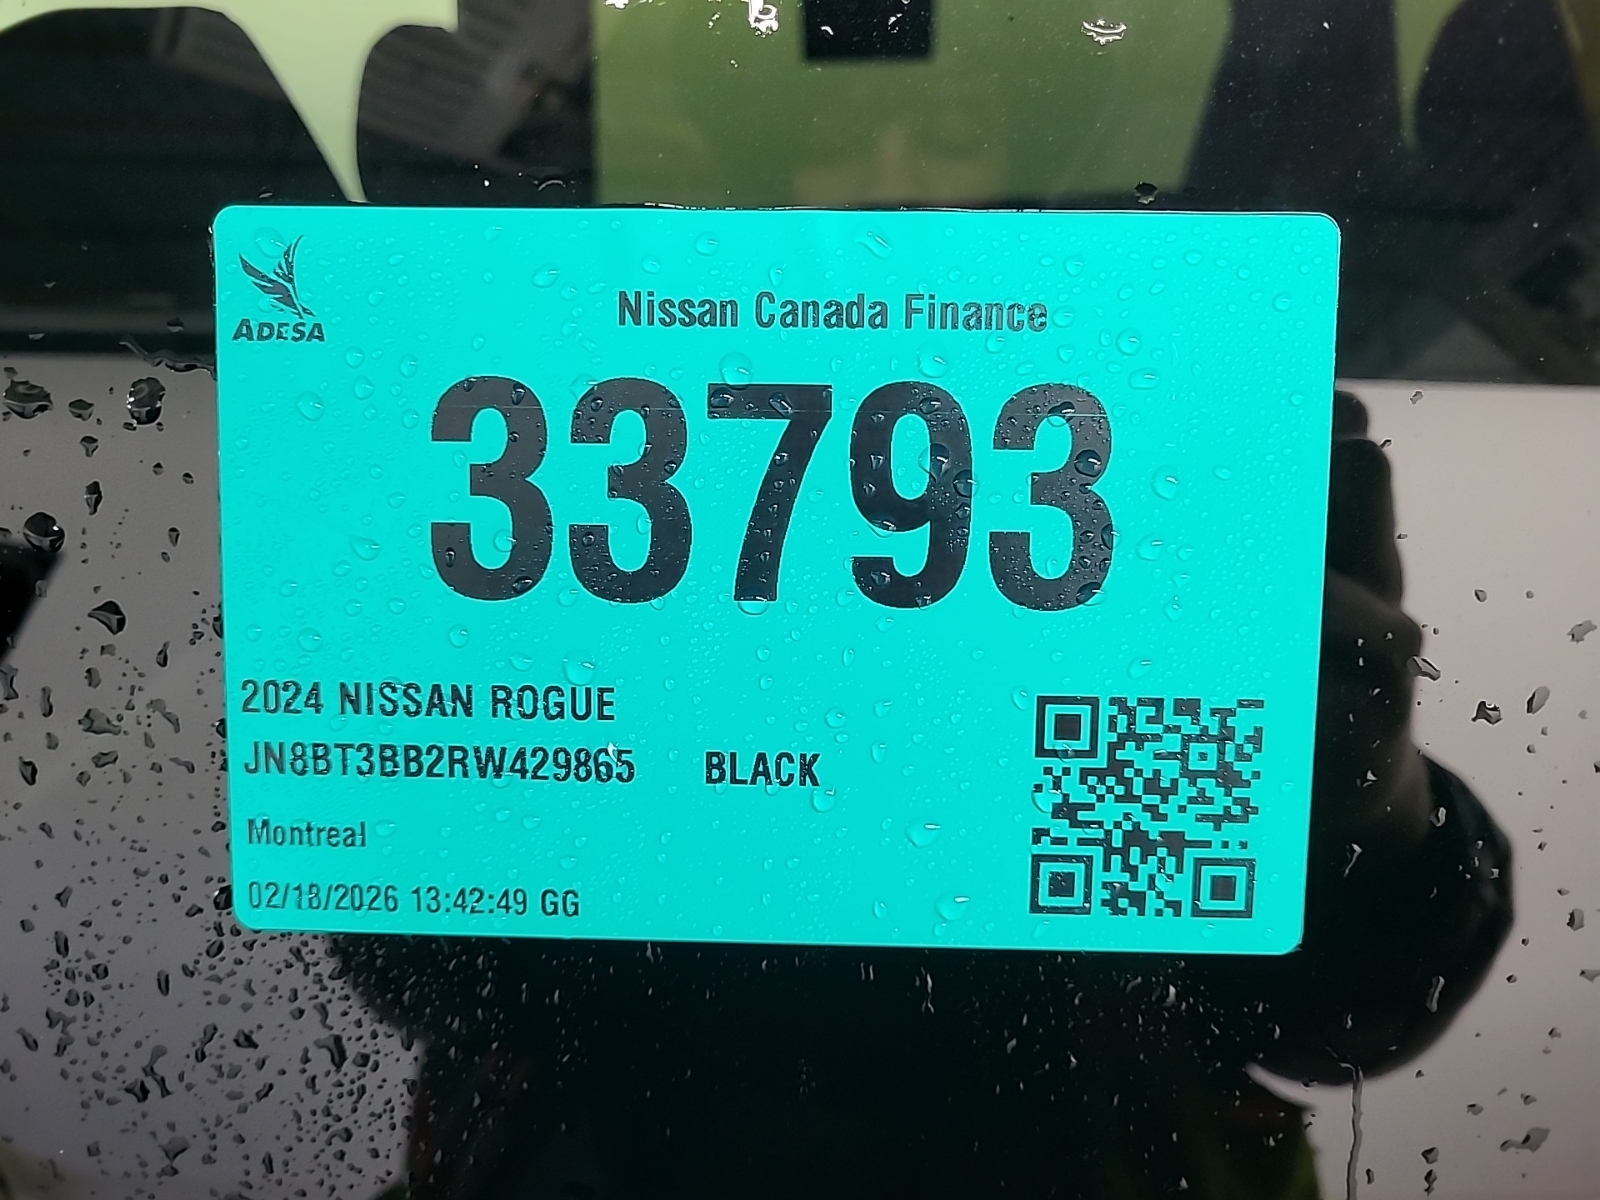 ADESA
Nissan Canada Finance
33793
2024 NISSAN ROGUE
JN8BT3BB2RW429865 BLACK
Montreal
02/18/2026 13:42:49 GG